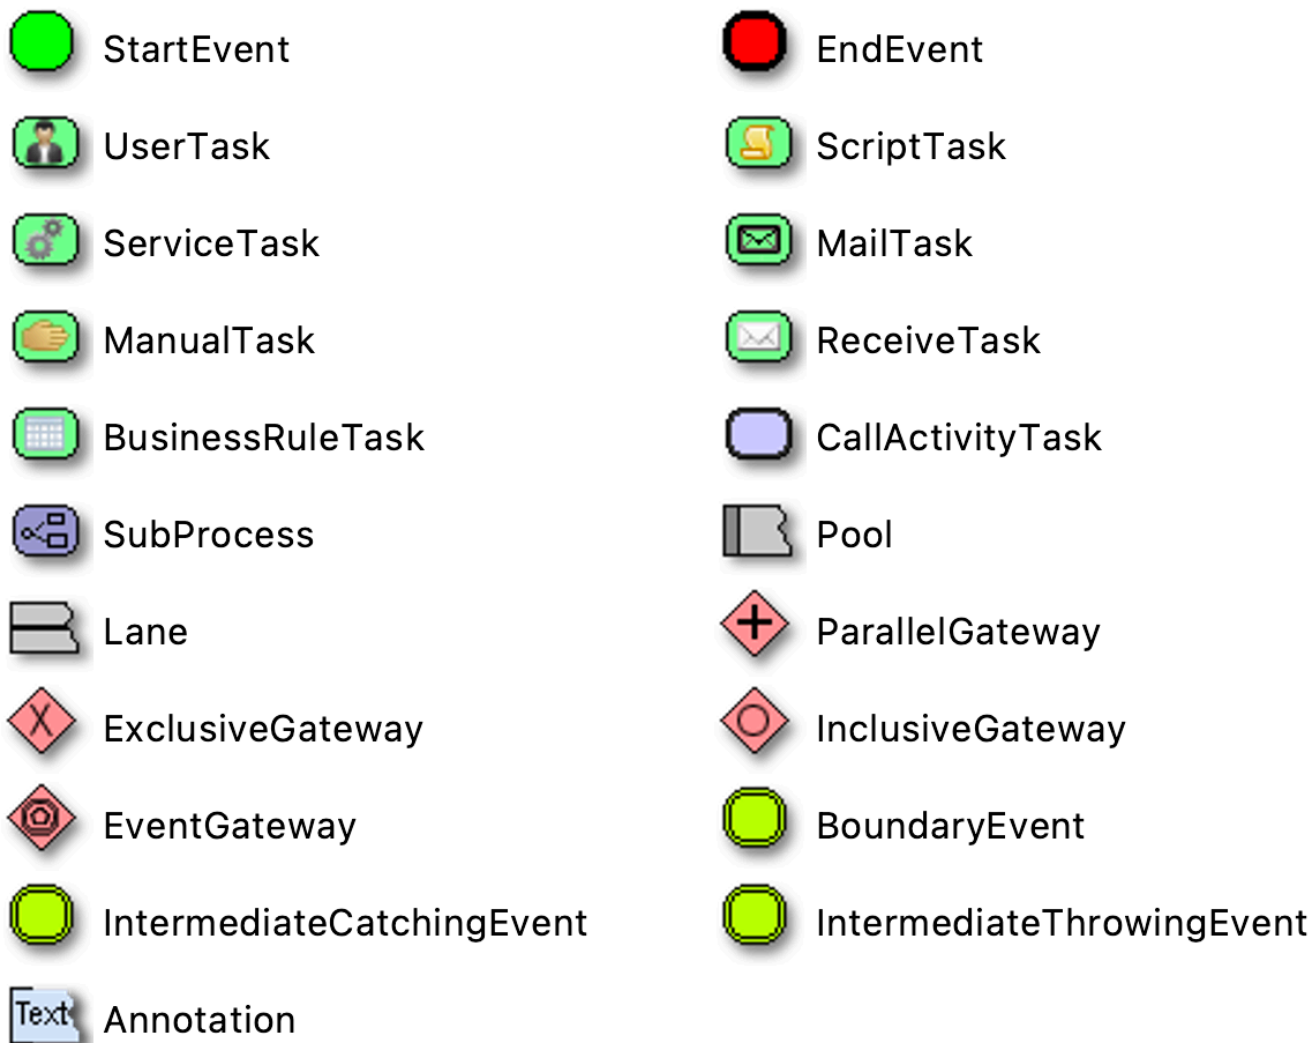 StartEvent
EndEvent
UserTask
ScriptTask
ServiceTask
MailTask
ManualTask
ReceiveTask
BusinessRuleTask
CallActivityTask
SubProcess
Pool
Lane
ParallelGateway
X
ExclusiveGateway
InclusiveGateway
EventGateway
BoundaryEvent
IntermediateCatchingEvent
IntermediateThrowingEvent
Text
Annotation